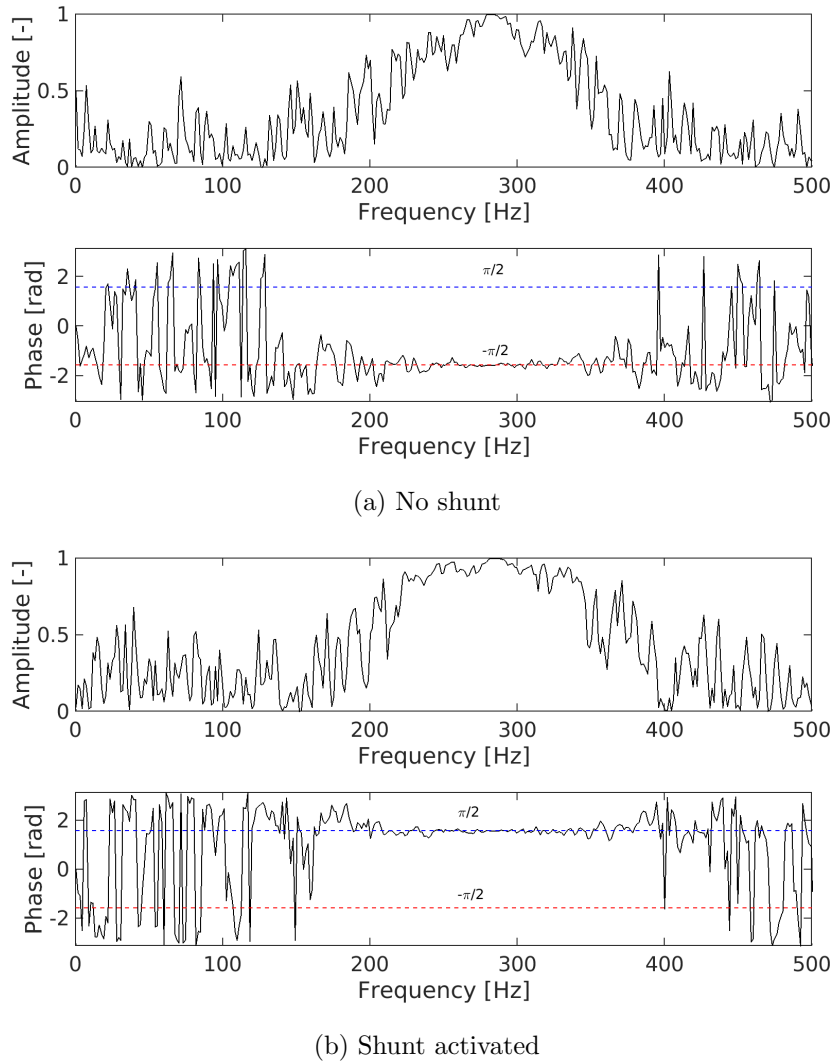 Amplitude [-]
1
0.5
0
0 100 200 300 400 500
Frequency [Hz]
Phase [rad]
2
0
-2
π/2
-π/2
0 100 200 300 400 500
Frequency [Hz]
(a) No shunt
Amplitude [-]
1
0.5
0
0 100 200 300 400 500
Frequency [Hz]
Phase [rad]
2
0
-2
π/2
-π/2
0 100 200 300 400 500
Frequency [Hz]
(b) Shunt activated